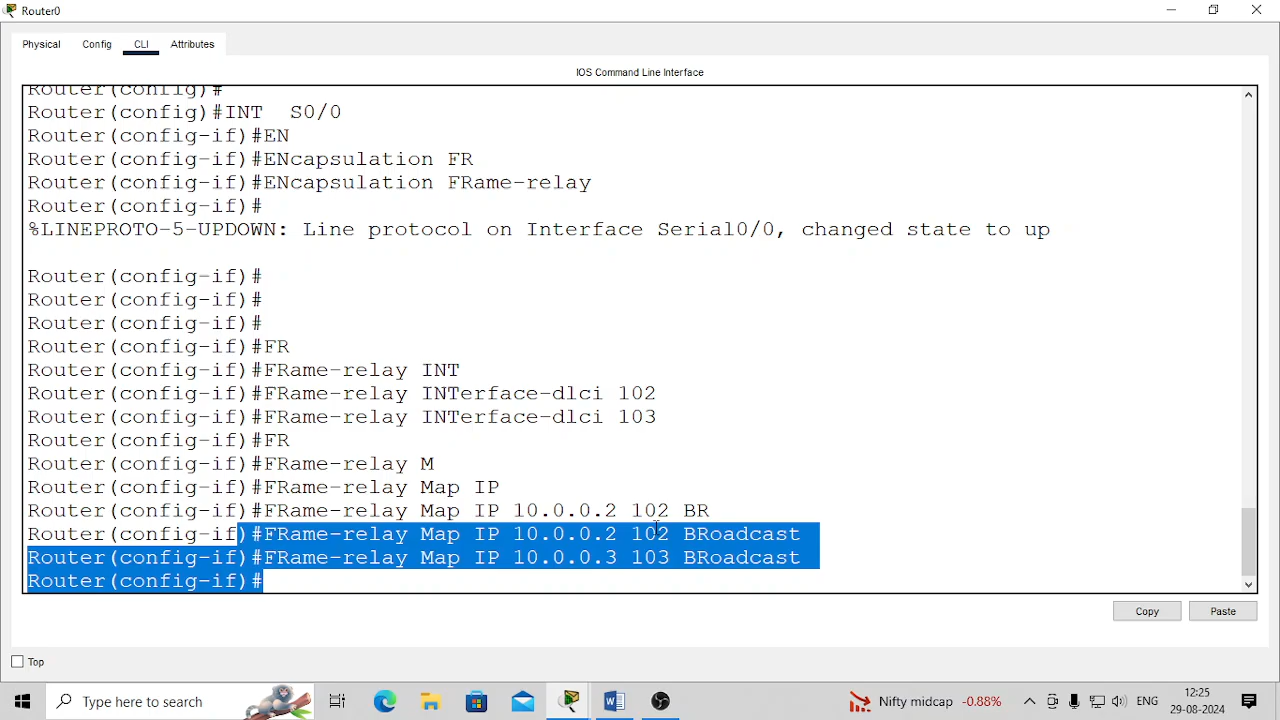 Router0
Physical
Config
CLI
Attributes
IOS Command Line Interface
Router(config)#
Router(config)#INT  S0/0
Router(config-if)#EN
Router(config-if)#ENcapsulation FR
Router(config-if)#ENcapsulation FRame-relay
Router(config-if)#
%LINEPROTO-5-UPDOWN: Line protocol on Interface Serial0/0, changed state to up
Router(config-if)#
Router(config-if)#
Router(config-if)#
Router(config-if)#FR
Router(config-if)#FRame-relay INT
Router(config-if)#FRame-relay INTerface-dlci 102
Router(config-if)#FRame-relay INTerface-dlci 103
Router(config-if)#FR
Router(config-if)#FRame-relay M
Router(config-if)#FRame-relay Map IP
Router(config-if)#FRame-relay Map IP 10.0.0.2 102 BR
Router(config-if)#FRame-relay Map IP 10.0.0.2 102 BRoadcast
Router(config-if)#FRame-relay Map IP 10.0.0.3 103 BRoadcast
Router(config-if)#
Copy
Paste
Top
Type here to search
Nifty midcap -0.88%
ENG
12:25
29-08-2024